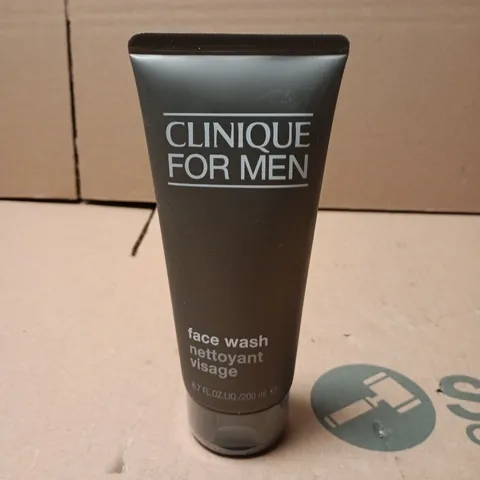 CLINIQUE
FOR MEN
face wash
nettoyant
visage
6.7 FL.OZ.LIQ./200 ml ℮